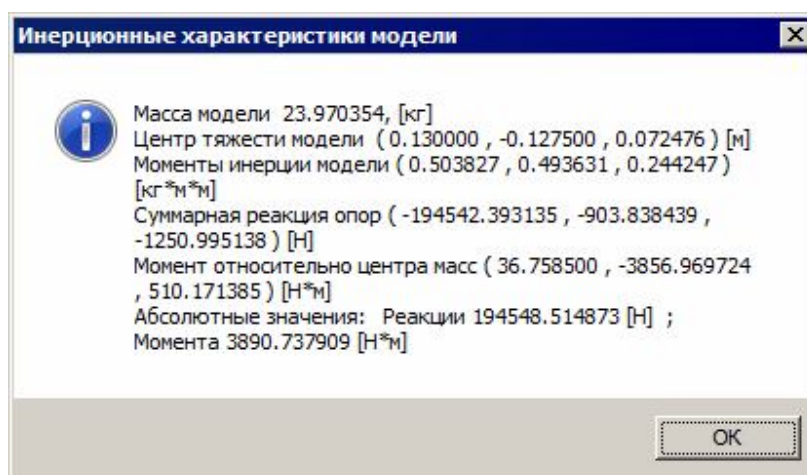 Инерционные характеристики модели
Масса модели  23.970354, [кг]
Центр тяжести модели  ( 0.130000 , -0.127500 , 0.072476 ) [м]
Моменты инерции модели ( 0.503827 , 0.493631 , 0.244247 )
[кг*м*м]
Суммарная реакция опор ( -194542.393135 , -903.838439 ,
-1250.995138 ) [Н]
Момент относительно центра масс ( 36.758500 , -3856.969724
, 510.171385 ) [Н*м]
Абсолютные значения:   Реакции 194548.514873 [Н]  ;
Момента 3890.737909 [Н*м]
ОК